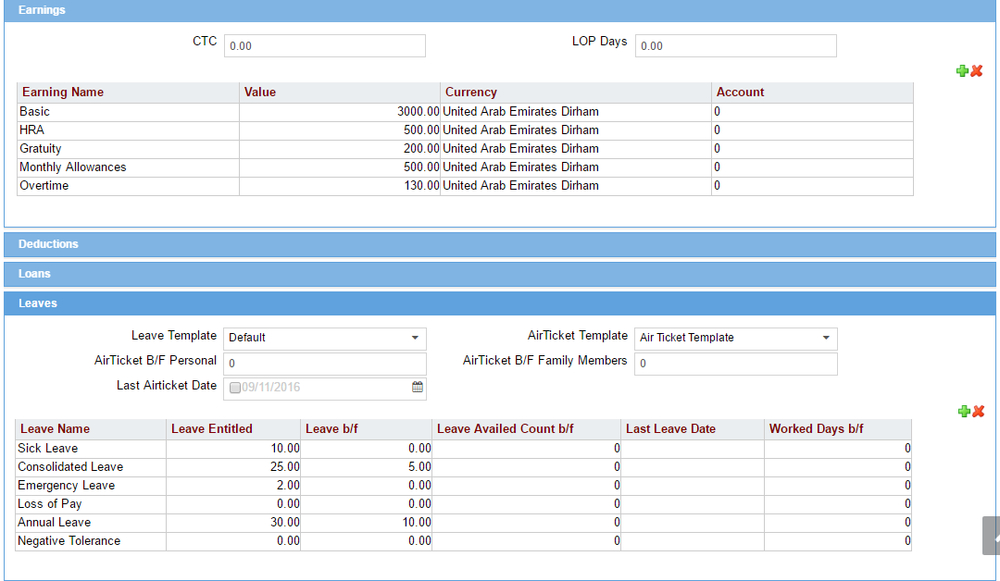 Earnings
CTC 0.00 LOP Days 0.00
Earning Name Value Currency Account
Basic 3000.00 United Arab Emirates Dirham 0
HRA 500.00 United Arab Emirates Dirham 0
Gratuity 200.00 United Arab Emirates Dirham 0
Monthly Allowances 500.00 United Arab Emirates Dirham 0
Overtime 130.00 United Arab Emirates Dirham 0
Deductions
Loans
Leaves
Leave Template Default AirTicket Template Air Ticket Template
AirTicket B/F Personal 0 AirTicket B/F Family Members 0
Last Airticket Date 09/11/2016
Leave Name Leave Entitled Leave b/f Leave Availed Count b/f Last Leave Date Worked Days b/f
Sick Leave 10.00 0.00 0 0
Consolidated Leave 25.00 5.00 0 0
Emergency Leave 2.00 0.00 0 0
Loss of Pay 0.00 0.00 0 0
Annual Leave 30.00 10.00 0 0
Negative Tolerance 0.00 0.00 0 0